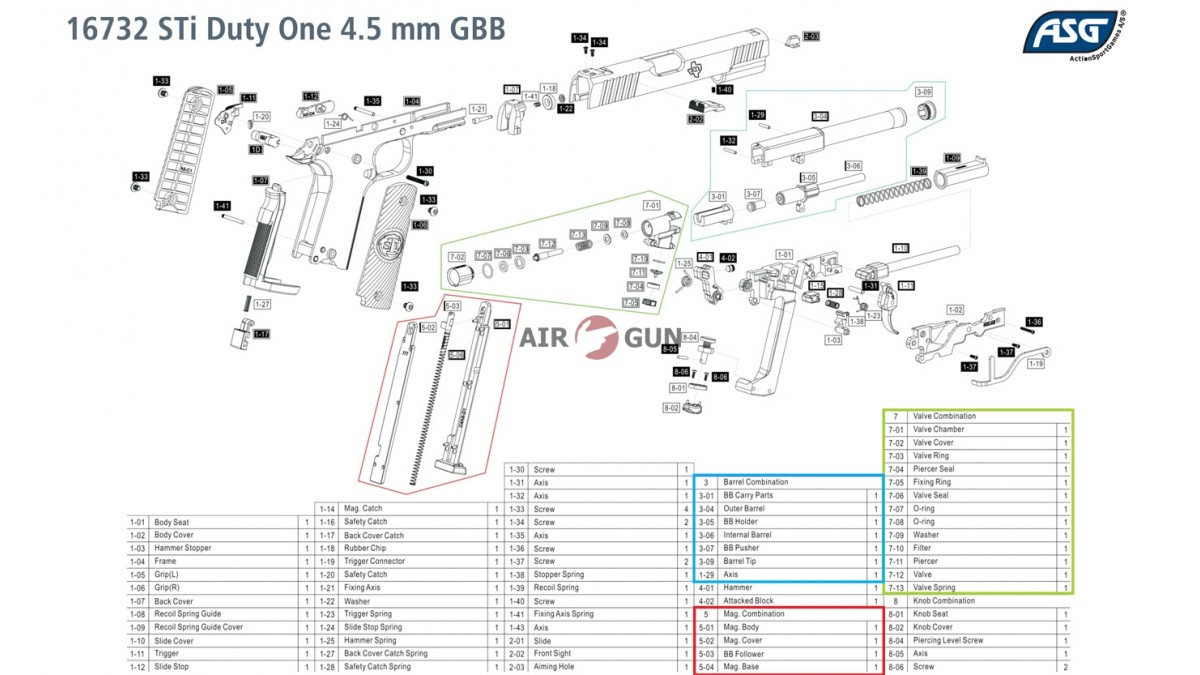 16732 STi Duty One 4.5 mm GBB
ASG
ActionSportGames A/S®
1-34
1-34
2-03
1-33
1-05
1-11
1-12
1-35
1-04
1-07
1-41
1-18
1-22
1-21
1-40
2-02
3-09
1-20
1-24
1-29
3-04
1-32
1-33
1-07
1-30
1-33
1-06
1-41
3-06
3-05
3-07
3-01
1-39
1-09
7-01
7-08
7-09
7-13
7-12
7-03
7-06
7-07
7-02
STi
1-10
7-10
7-11
7-04
7-05
1-25
4-01
4-02
1-01
1-15
1-28
1-31
1-11
1-33
1-27
1-17
5-03
5-02
5-01
1-38
1-23
1-03
1-02
1-36
1-37
1-37
1-19
AIR GUN
8-04
8-05
8-06
8-06
8-01
8-02
1-01 Body Seat 1
1-02 Body Cover 1
1-03 Hammer Stopper 1
1-04 Frame 1
1-05 Grip(L) 1
1-06 Grip(R) 1
1-07 Back Cover 1
1-08 Recoil Spring Guide 1
1-09 Recoil Spring Guide Cover 1
1-10 Slide Cover 1
1-11 Trigger 1
1-12 Slide Stop 1
1-14 Mag. Catch 1
1-16 Safety Catch 1
1-17 Back Cover Catch 1
1-18 Rubber Chip 1
1-19 Trigger Connector 1
1-20 Safety Catch 1
1-21 Fixing Axis 1
1-22 Washer 1
1-23 Trigger Spring 1
1-24 Slide Stop Spring 1
1-25 Hammer Spring 1
1-27 Back Cover Catch Spring 1
1-28 Safety Catch Spring 1
1-30 Screw 1
1-31 Axis 1
1-32 Axis 1
1-33 Screw 4
1-34 Screw 2
1-35 Axis 1
1-36 Screw 1
1-37 Screw 2
1-38 Stopper Spring 1
1-39 Recoil Spring 1
1-40 Screw 1
1-41 Fixing Axis Spring 1
1-43 Axis 1
2-01 Slide 1
2-02 Front Sight 1
2-03 Aiming Hole 1
3 Barrel Combination
3-01 BB Carry Parts 1
3-04 Outer Barrel 1
3-05 BB Holder 1
3-06 Internal Barrel 1
3-07 BB Pusher 1
3-09 Barrel Tip 1
1-29 Axis 1
4-01 Hammer 1
4-02 Attacked Block 1
5 Mag. Combination
5-01 Mag. Body 1
5-02 Mag. Cover 1
5-03 BB Follower 1
5-04 Mag. Base 1
7 Valve Combination
7-01 Valve Chamber 1
7-02 Valve Cover 1
7-03 Valve Ring 1
7-04 Piercer Seal 1
7-05 Fixing Ring 1
7-06 Valve Seal 1
7-07 O-ring 1
7-08 O-ring 1
7-09 Washer 1
7-10 Filter 1
7-11 Piercer 1
7-12 Valve 1
7-13 Valve Spring 1
8 Knob Combination
8-01 Knob Seat 1
8-02 Knob Cover 1
8-04 Piercing Level Screw 1
8-05 Axis 1
8-06 Screw 2